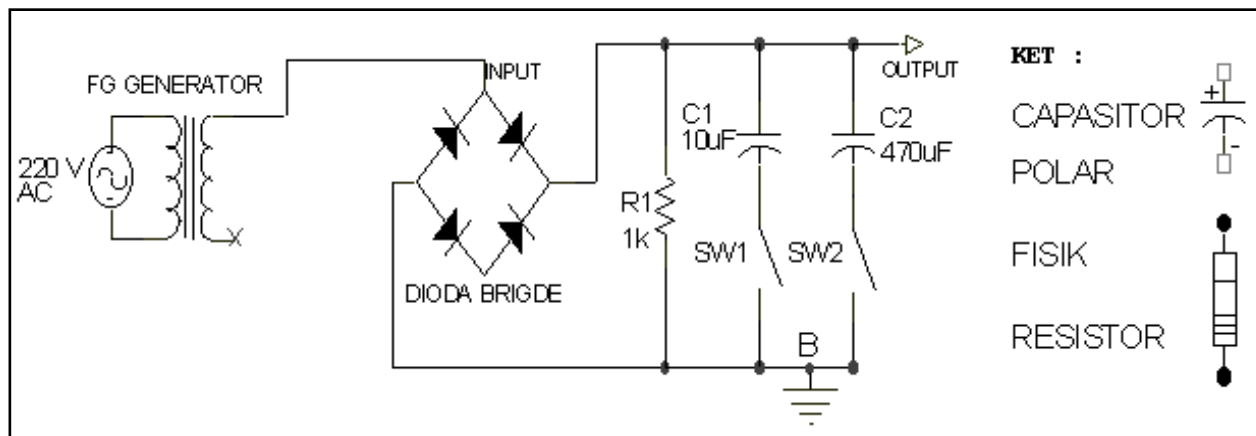 FG GENERATOR
220 V
AC
INPUT
DIODA BRIGDE
R1
1k
C1
10uF
SW1
C2
470uF
SW2
B
OUTPUT
KET :
CAPASITOR
+
-
POLAR
FISIK
RESISTOR